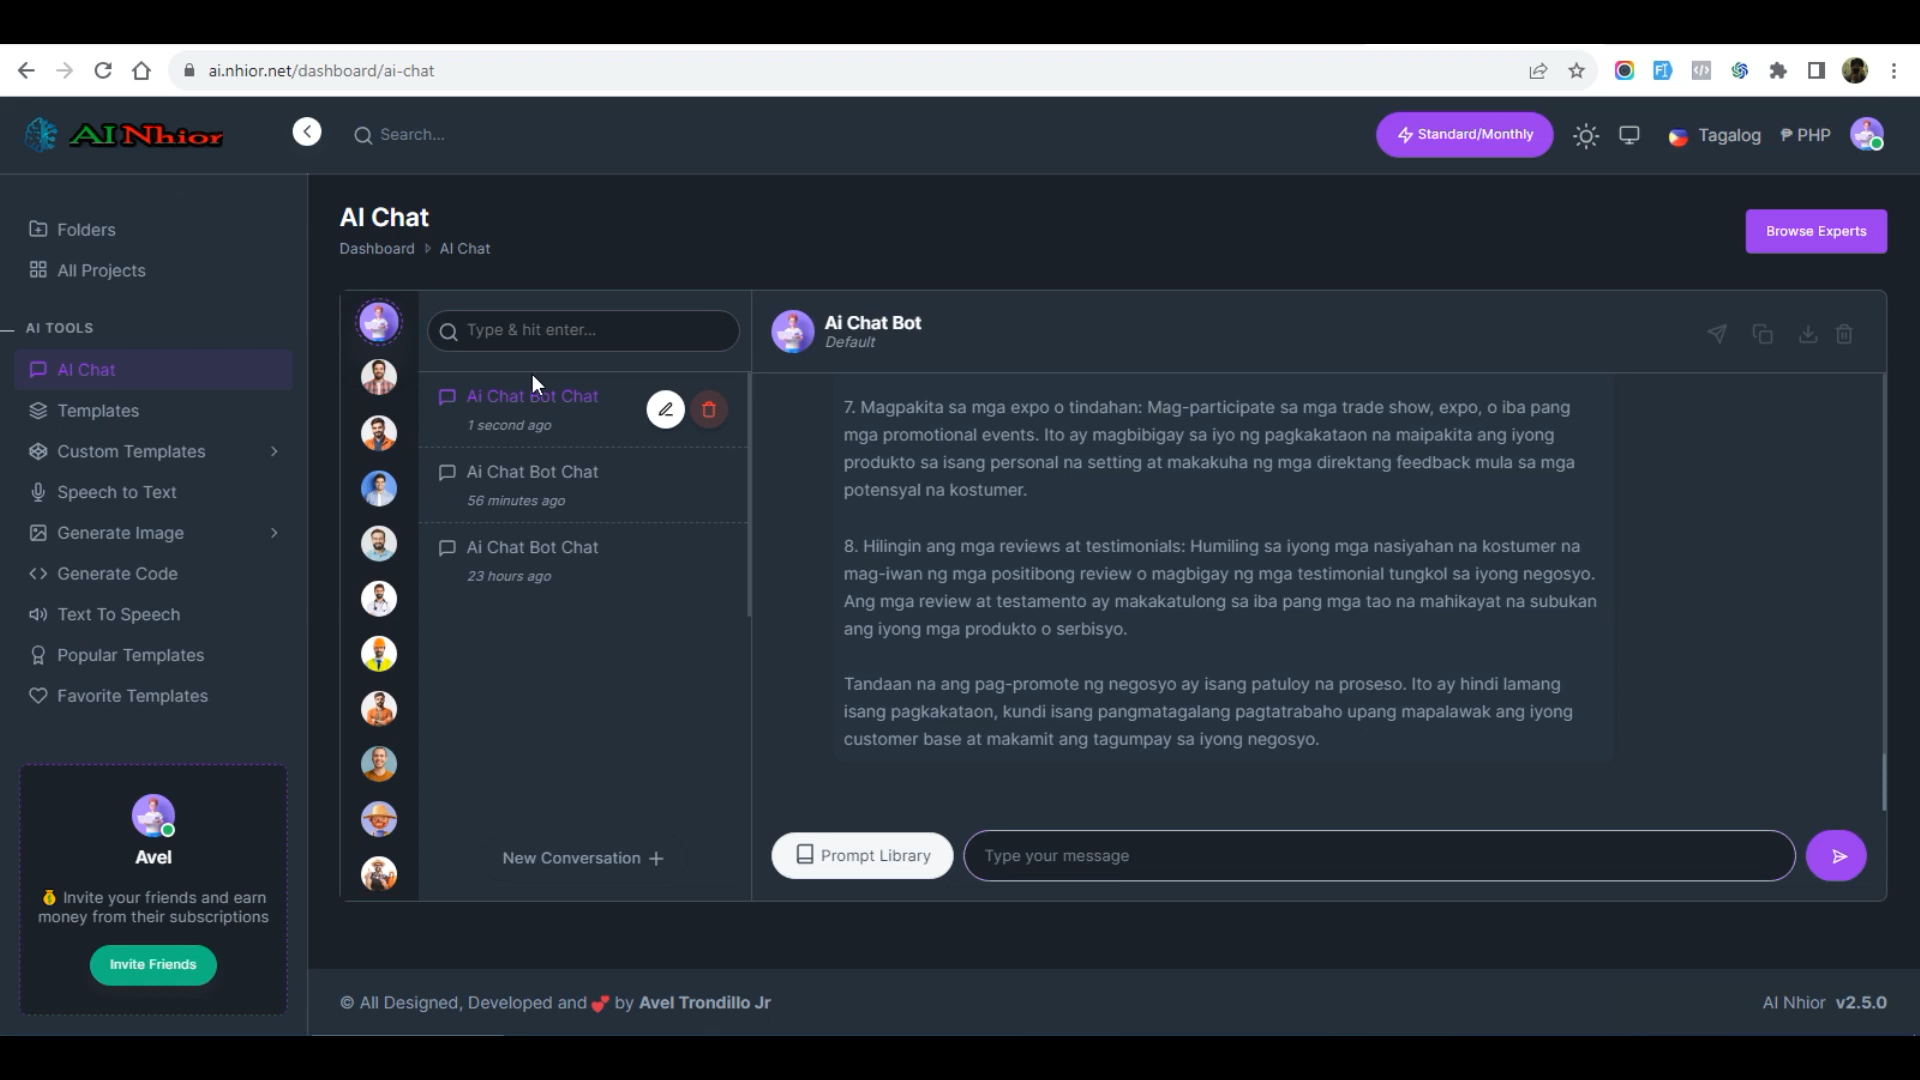 ai.nhior.net/dashboard/ai-chat
AI Nhior
Search...
Standard/Monthly
Tagalog
₱ PHP
Folders
All Projects
AI TOOLS
AI Chat
Templates
Custom Templates
Speech to Text
Generate Image
Generate Code
Text To Speech
Popular Templates
Favorite Templates
Avel
Invite your friends and earn
money from their subscriptions
Invite Friends
AI Chat
Dashboard
AI Chat
Browse Experts
Type & hit enter...
Ai Chat Bot Chat
1 second ago
Ai Chat Bot Chat
56 minutes ago
Ai Chat Bot Chat
23 hours ago
New Conversation +
Ai Chat Bot
Default
7. Magpakita sa mga expo o tindahan: Mag-participate sa mga trade show, expo, o iba pang
mga promotional events. Ito ay magbibigay sa iyo ng pagkakataon na maipakita ang iyong
produkto sa isang personal na setting at makakuha ng mga direktang feedback mula sa mga
potensyal na kostumer.
8. Hilingin ang mga reviews at testimonials: Humiling sa iyong mga nasiyahan na kostumer na
mag-iwan ng mga positibong review o magbigay ng mga testimonial tungkol sa iyong negosyo.
Ang mga review at testamento ay makakatulong sa iba pang mga tao na mahikayat na subukan
ang iyong mga produkto o serbisyo.
Tandaan na ang pag-promote ng negosyo ay isang patuloy na proseso. Ito ay hindi lamang
isang pagkakataon, kundi isang pangmatagalang pagtatrabaho upang mapalawak ang iyong
customer base at makamit ang tagumpay sa iyong negosyo.
Prompt Library
Type your message
© All Designed, Developed and 💕 by Avel Trondillo Jr
AI Nhior v2.5.0